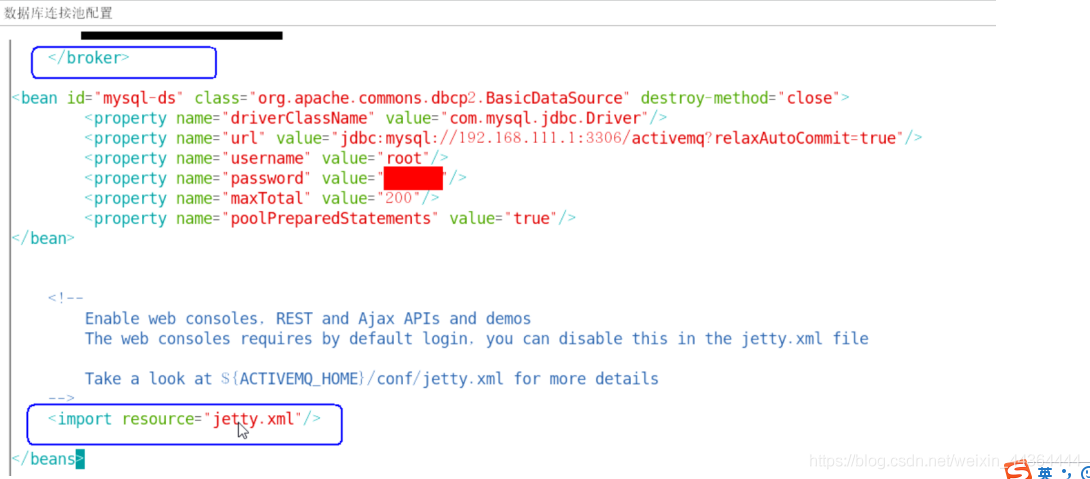 数据库连接池配置
</broker>
<bean id="mysql-ds" class="org.apache.commons.dbcp2.BasicDataSource" destroy-method="close">
<property name="driverClassName" value="com.mysql.jdbc.Driver"/>
<property name="url" value="jdbc:mysql://192.168.111.1:3306/activemq?relaxAutoCommit=true"/>
<property name="username" value="root"/>
<property name="password" value=" "/>
<property name="maxTotal" value="200"/>
<property name="poolPreparedStatements" value="true"/>
</bean>
<!--
Enable web consoles, REST and Ajax APIs and demos
The web consoles requires by default login, you can disable this in the jetty.xml file
Take a look at ${ACTIVEMQ_HOME}/conf/jetty.xml for more details
-->
<import resource="jetty.xml"/>
</beans>
https://blog.csdn.net/weixin_44364444
英